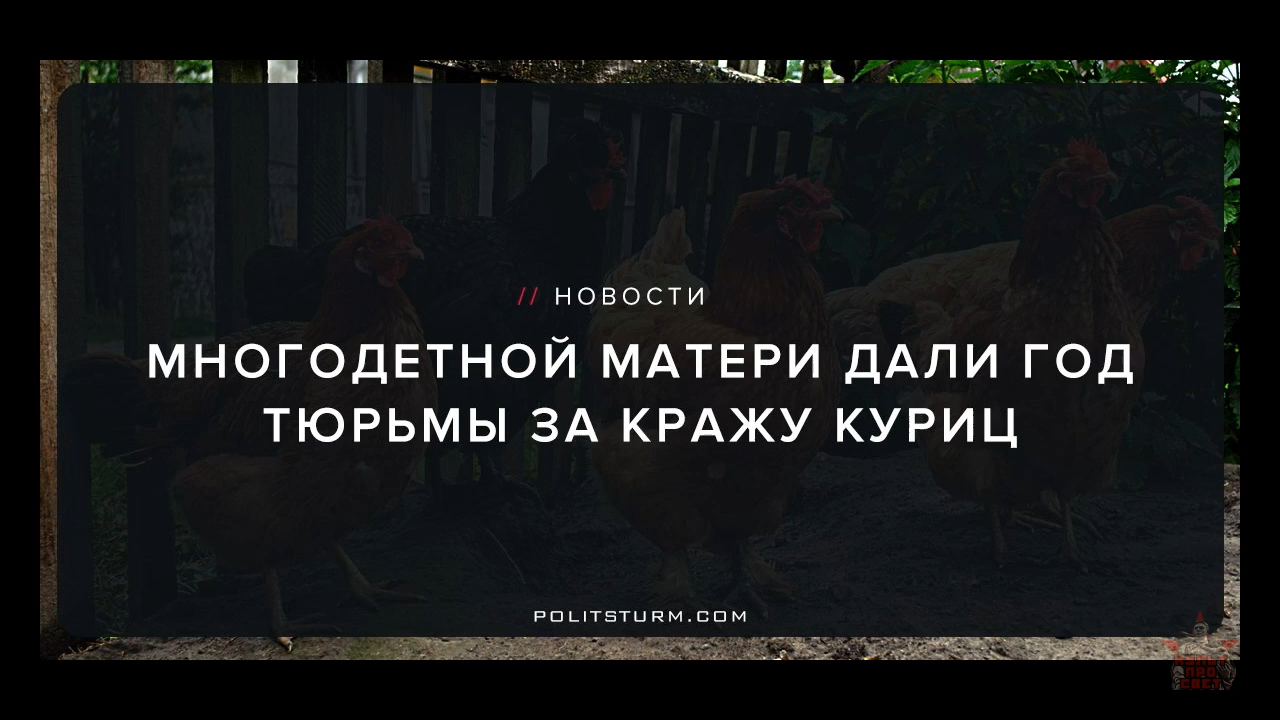 // НОВОСТИ
МНОГОДЕТНОЙ МАТЕРИ ДАЛИ ГОД
ТЮРЬМЫ ЗА КРАЖУ КУРИЦ
POLITSTURM.COM